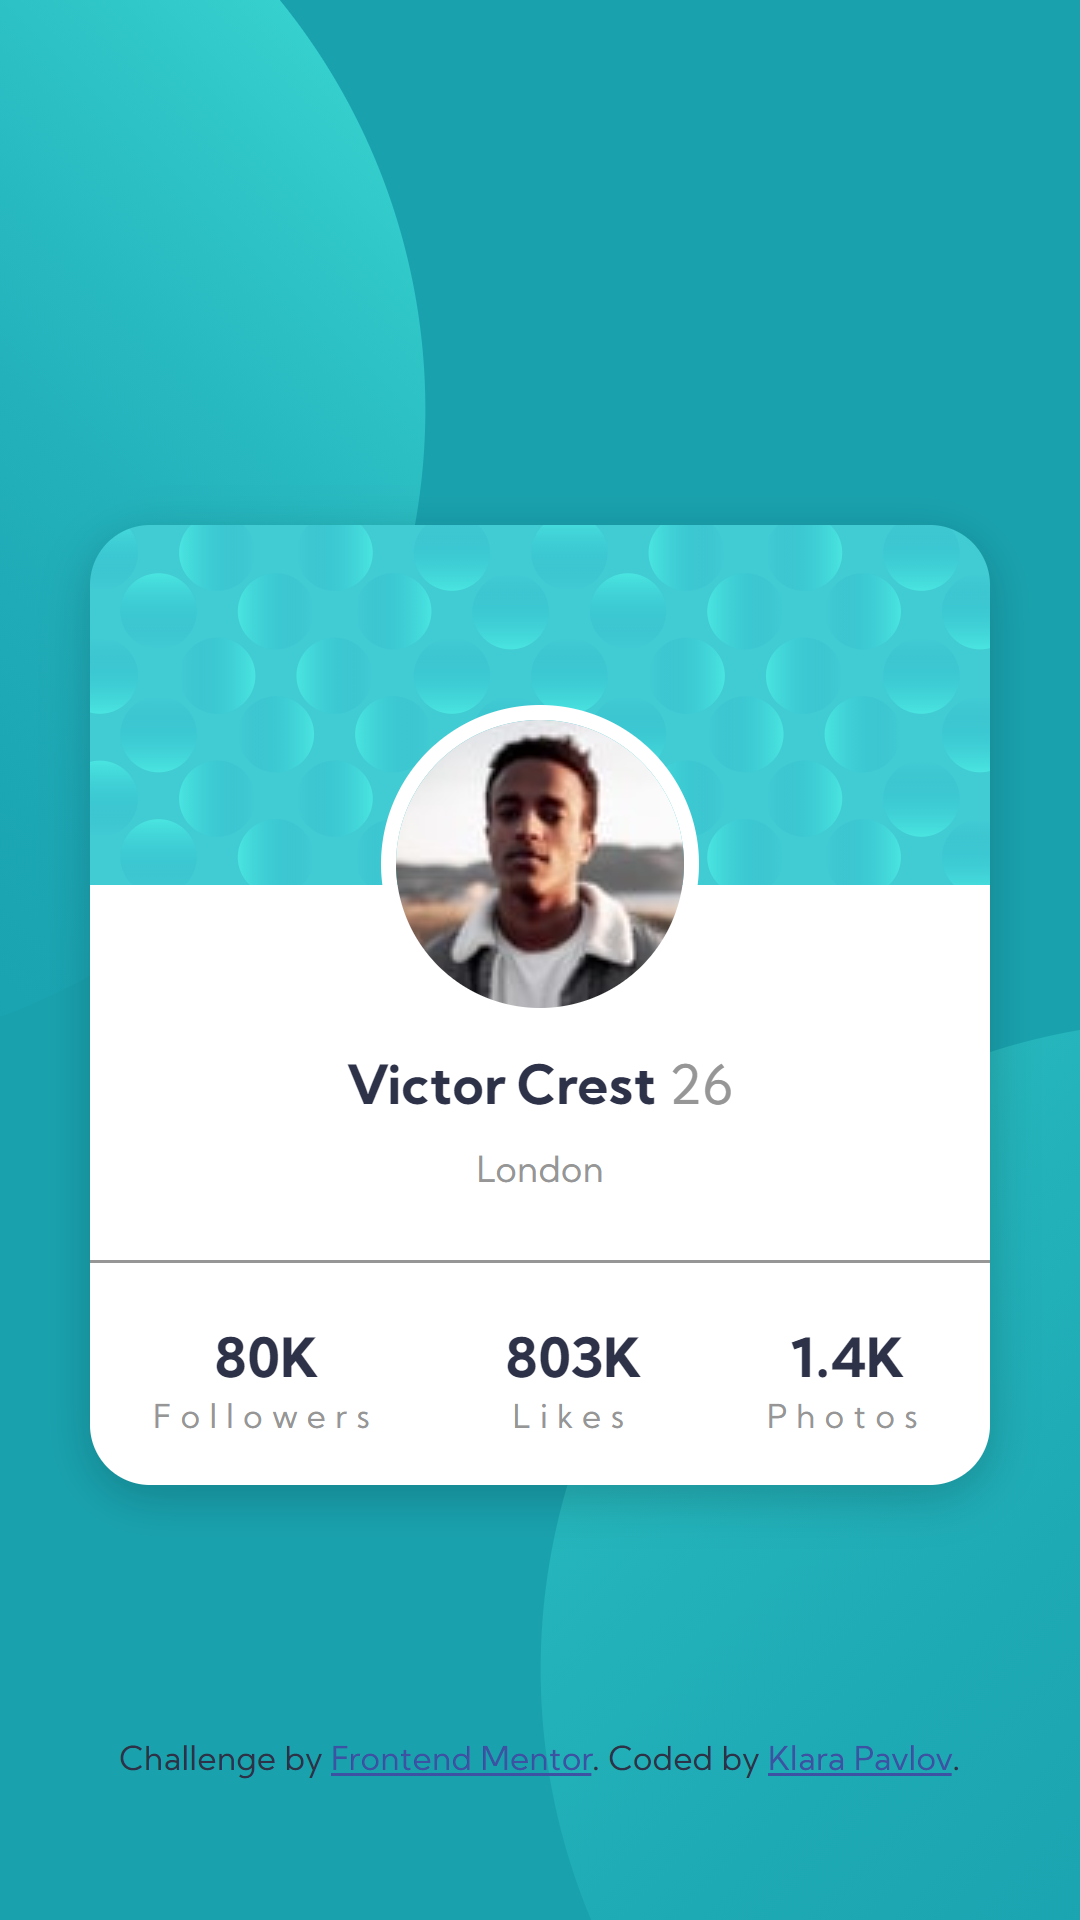 Victor Crest 26
London
80K 803K 1.4K
Followers Likes Photos
Challenge by Frontend Mentor. Coded by Klara Pavlov.